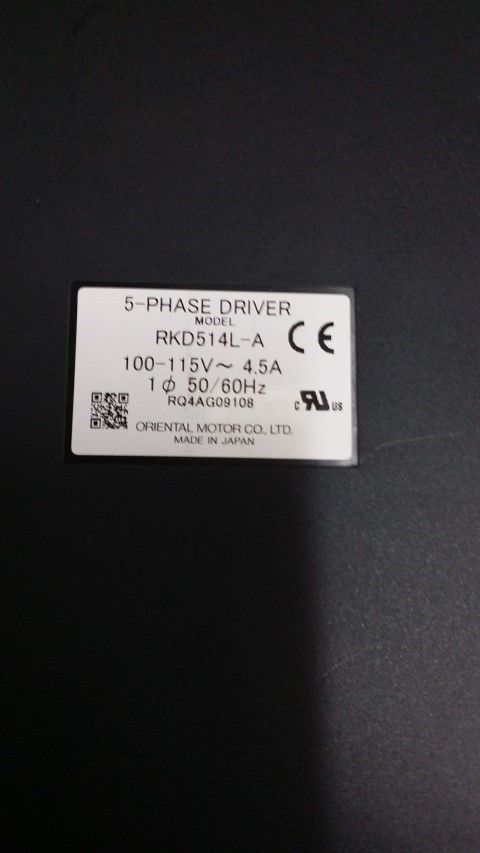 5-PHASE DRIVER
MODEL
RKD514L-A
CE
100-115V~ 4.5A
1ϕ 50/60Hz
RQ4AG09108
c RU US
ORIENTAL MOTOR CO., LTD.
MADE IN JAPAN